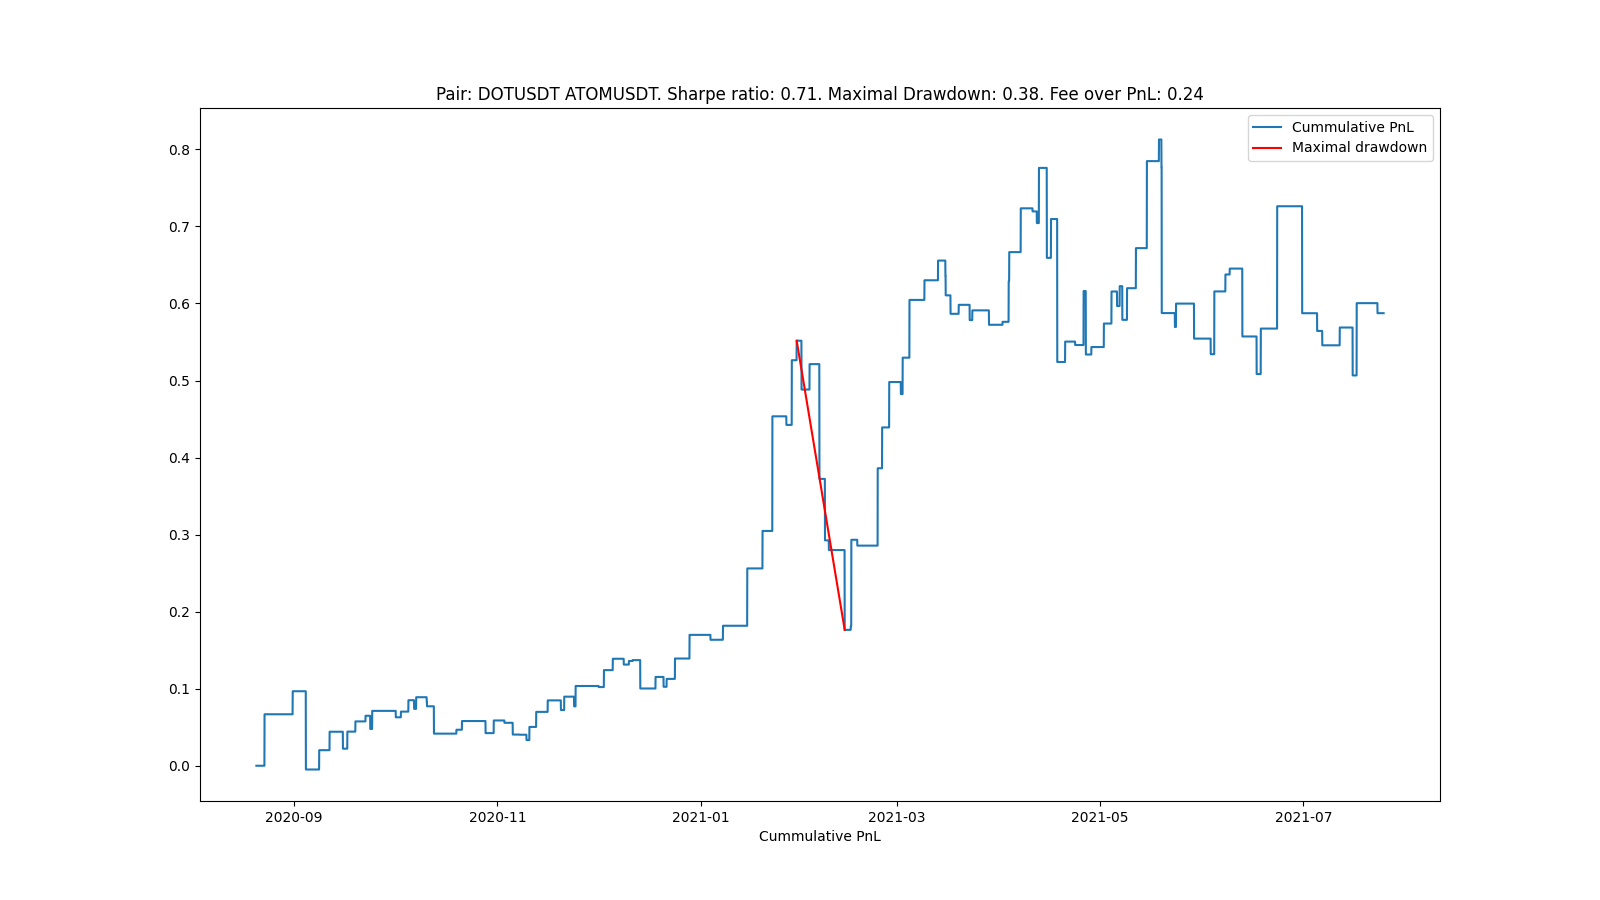 Pair: DOTUSDT ATOMUSDT. Sharpe ratio: 0.71. Maximal Drawdown: 0.38. Fee over PnL: 0.24
Cummulative PnL
Maximal drawdown
0.8
0.7
0.6
0.5
0.4
0.3
0.2
0.1
0.0
2020-09 2020-11 2021-01 2021-03 2021-05 2021-07
Cummulative PnL